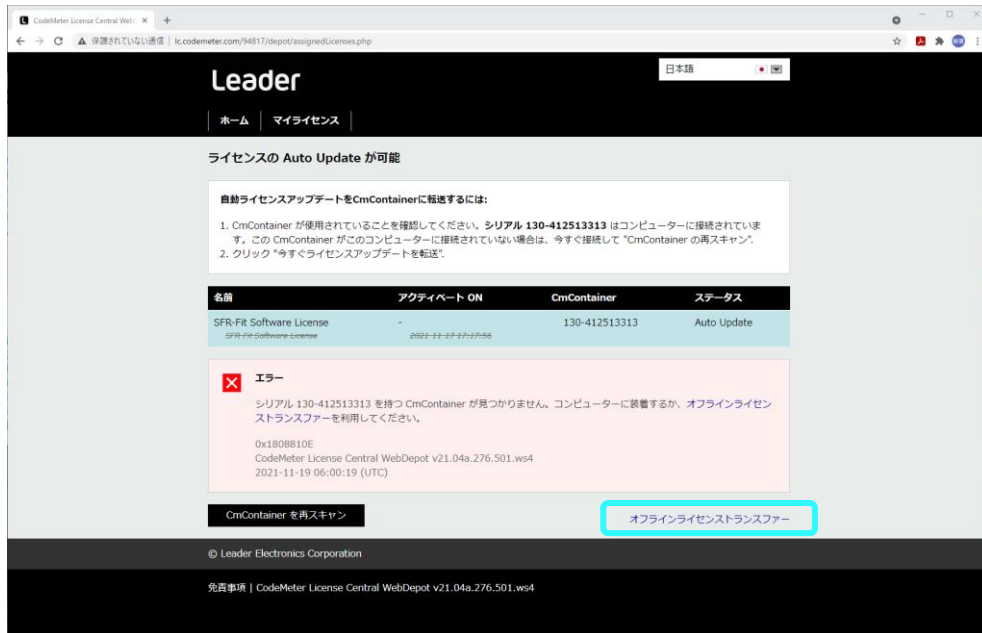 CodeMeter License Central WebD
保護されていない通信 | lc.codemeter.com/94817/depot/assignedLicenses.php
Leader
日本語
ホーム | マイライセンス
ライセンスの Auto Update が可能
自動ライセンスアップデートをCmContainerに転送するには:
1. CmContainer が使用されていることを確認してください。シリアル 130-412513313 はコンピューターに接続されていま
す。この CmContainer がこのコンピューターに接続されていない場合は、今すぐ接続して "CmContainer の再スキャン".
2. クリック "今すぐライセンスアップデートを転送".
名前 アクティベート ON CmContainer ステータス
SFR-Fit Software License - 130-412513313 Auto Update
SFR-Fit Software License 2021-11-17 17:17:56
エラー
シリアル 130-412513313 を持つ CmContainer が見つかりません。コンピューターに装着するか、オフラインライセン
ストランスファーを利用してください。
0x1808810E
CodeMeter License Central WebDepot v21.04a.276.501.ws4
2021-11-19 06:00:19 (UTC)
CmContainer を再スキャン オフラインライセンストランスファー
© Leader Electronics Corporation
免責事項 | CodeMeter License Central WebDepot v21.04a.276.501.ws4